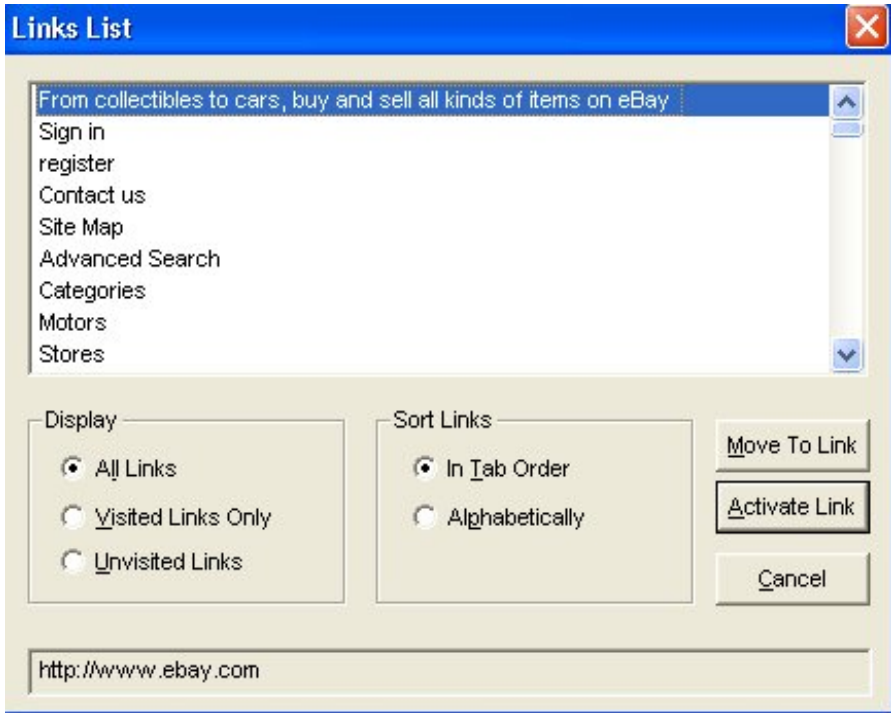 Links List
From collectibles to cars, buy and sell all kinds of items on eBay
Sign in
register
Contact us
Site Map
Advanced Search
Categories
Motors
Stores
Display
All Links
Visited Links Only
Unvisited Links
Sort Links
In Tab Order
Alphabetically
Move To Link
Activate Link
Cancel
http://www.ebay.com